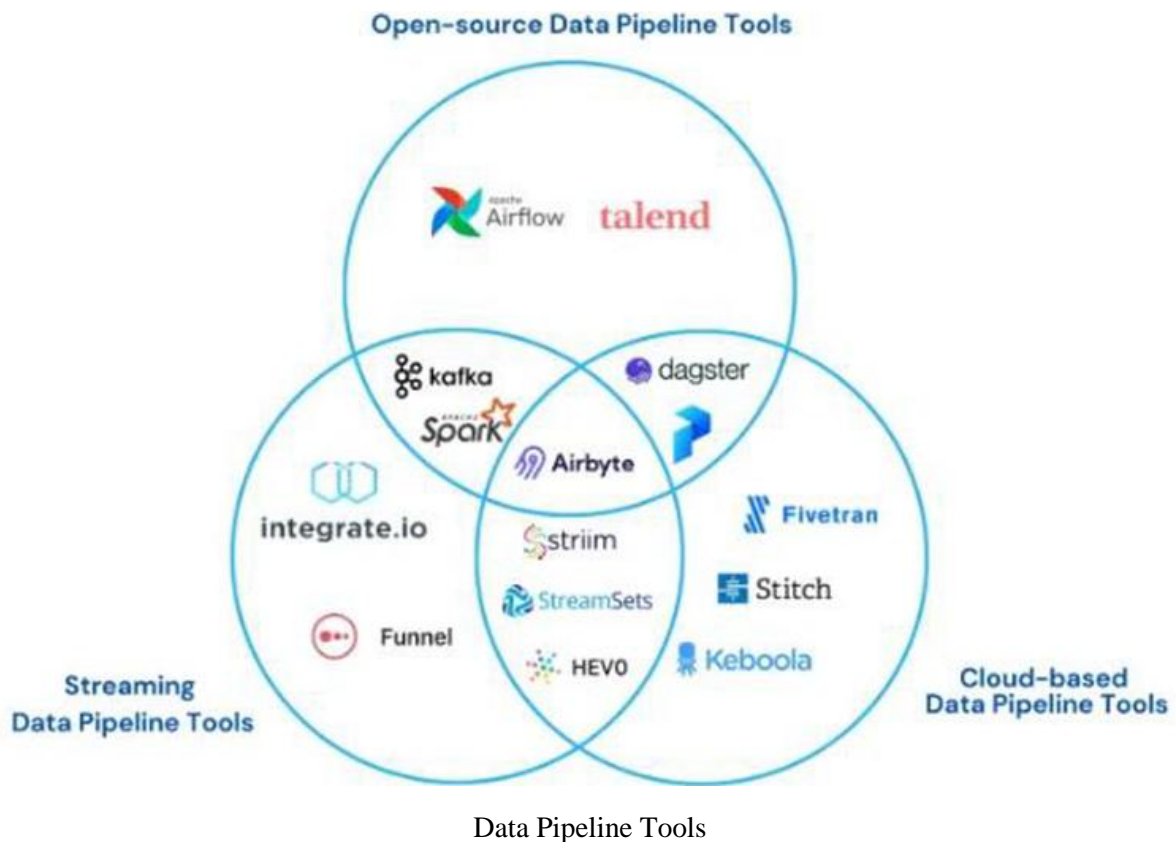 Open-source Data Pipeline Tools
apache
Airflow
talend
kafka
dagster
APACHE
Spark
Airbyte
integrate.io
Fivetran
striim
Stitch
StreamSets
Funnel
HEVO
Keboola
Streaming
Data Pipeline Tools
Cloud-based
Data Pipeline Tools
Data Pipeline Tools